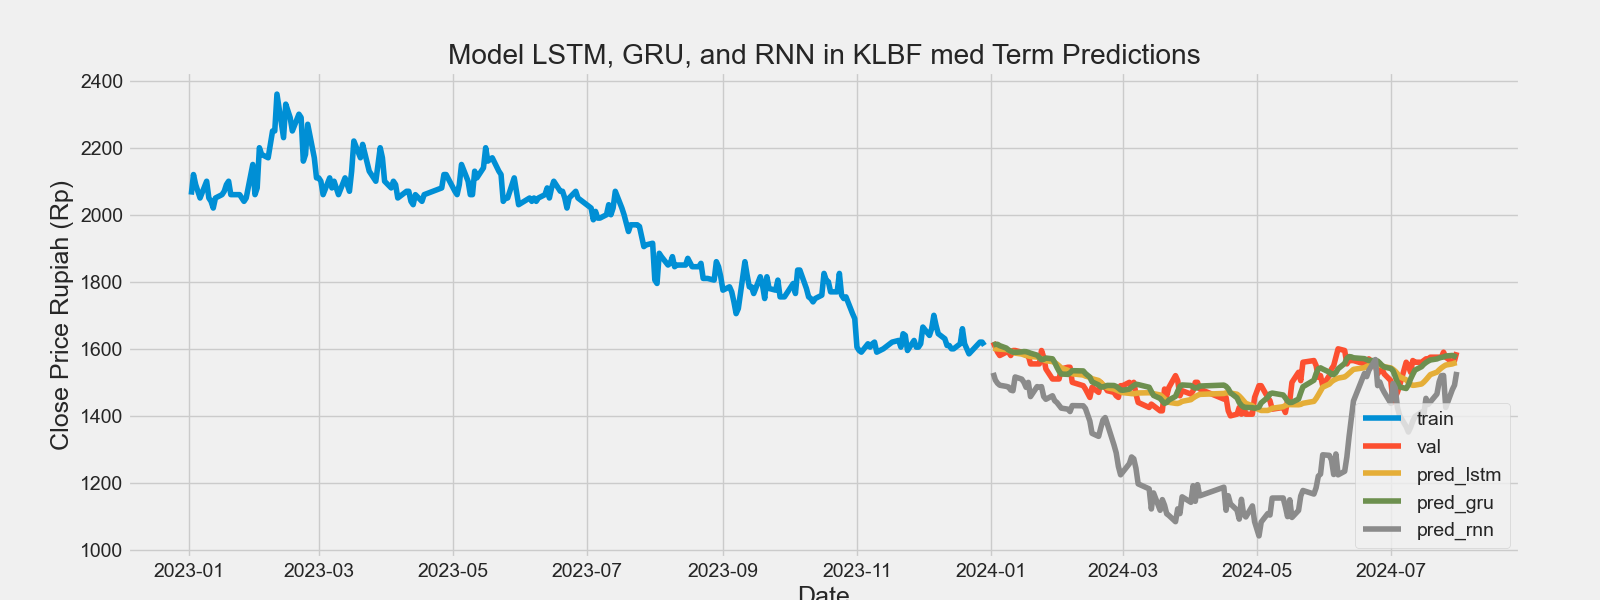 Model LSTM, GRU, and RNN in KLBF med Term Predictions
Close Price Rupiah (Rp)
2400
2200
2000
1800
1600
1400
1200
1000
train
val
pred_lstm
pred_gru
pred_rnn
2023-01 2023-03 2023-05 2023-07 2023-09 2023-11 2024-01 2024-03 2024-05 2024-07
Date